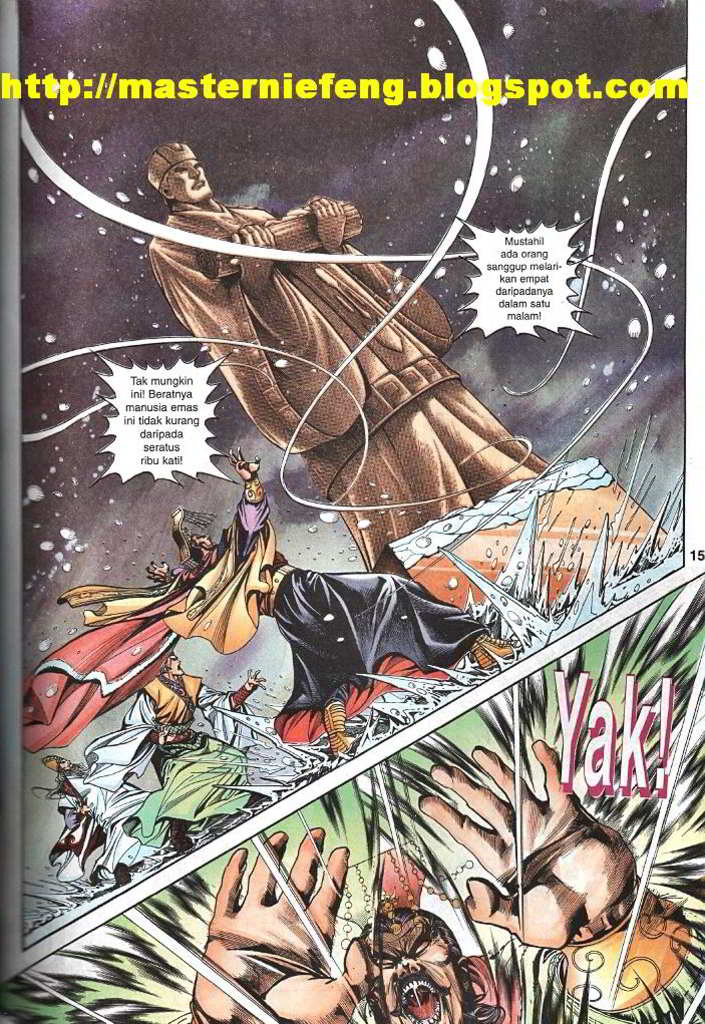 http://masterniefeng.blogspot.com
Mustahil
ada orang
sanggup melari-
kan empat
daripadanya
dalam satu
malam!
Tak mungkin
ini! Beratnya
manusia emas
ini tidak kurang
daripada
seratus
ribu kati!
15
Yak!